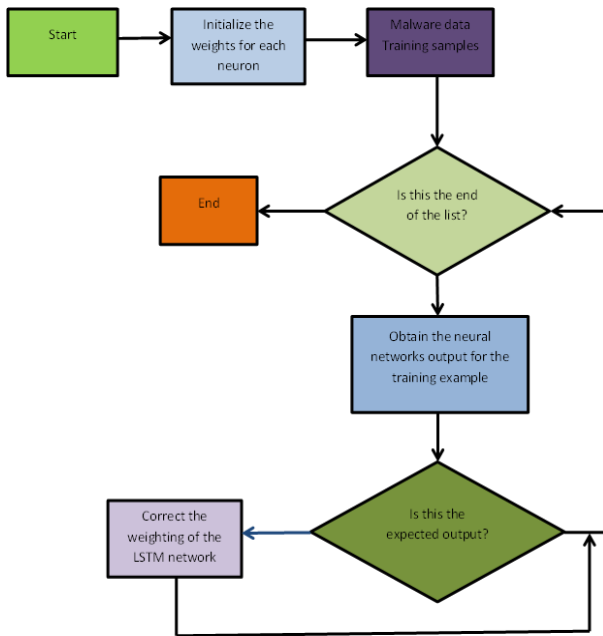 Start
Initialize the
weights for each
neuron
Malware data
Training samples
Is this the end
of the list?
End
Obtain the neural
networks output for the
training example
Is this the
expected output?
Correct the
weighting of the
LSTM network